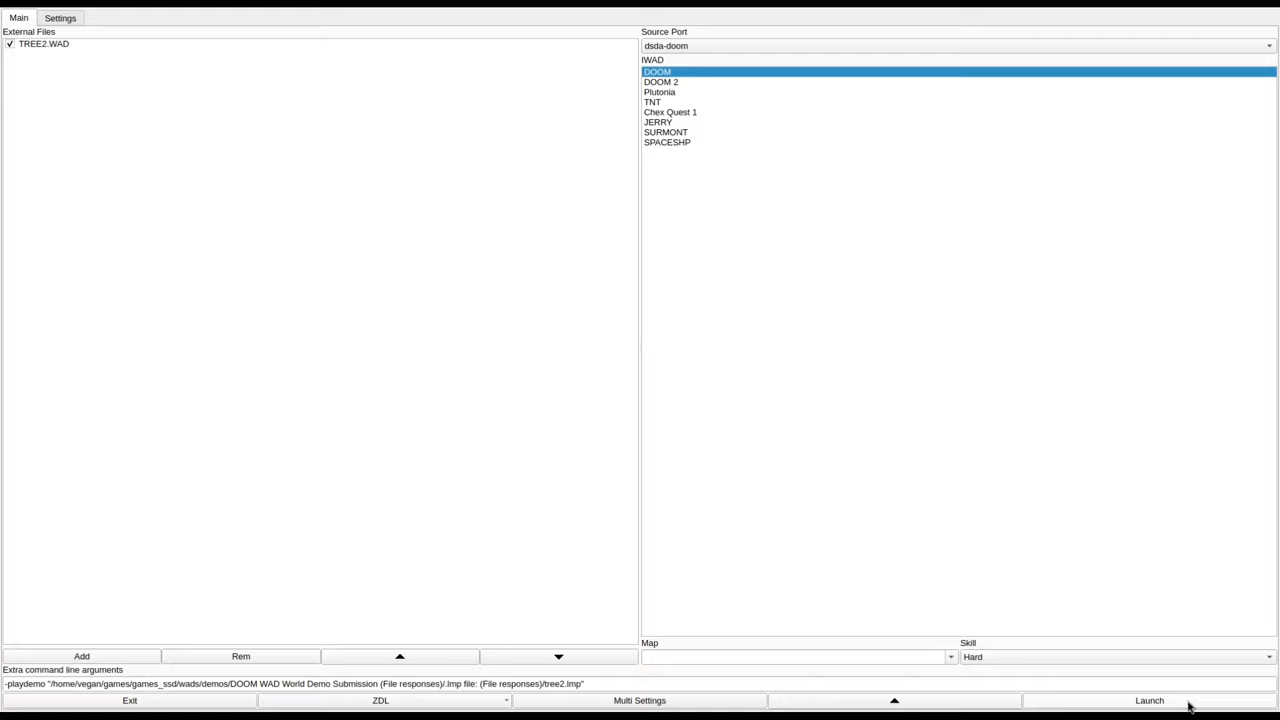 Main Settings
External Files
TREE2.WAD
Source Port
dsda-doom
IWAD
DOOM
DOOM 2
Plutonia
TNT
Chex Quest 1
JERRY
SURMONT
SPACESHP
Map
Skill
Hard
Add Rem
Extra command line arguments
-playdemo "/home/vegan/games/games_ssd/wads/demos/DOOM WAD World Demo Submission (File responses)/.lmp file: (File responses)/tree2.lmp"
Exit ZDL Multi Settings Launch